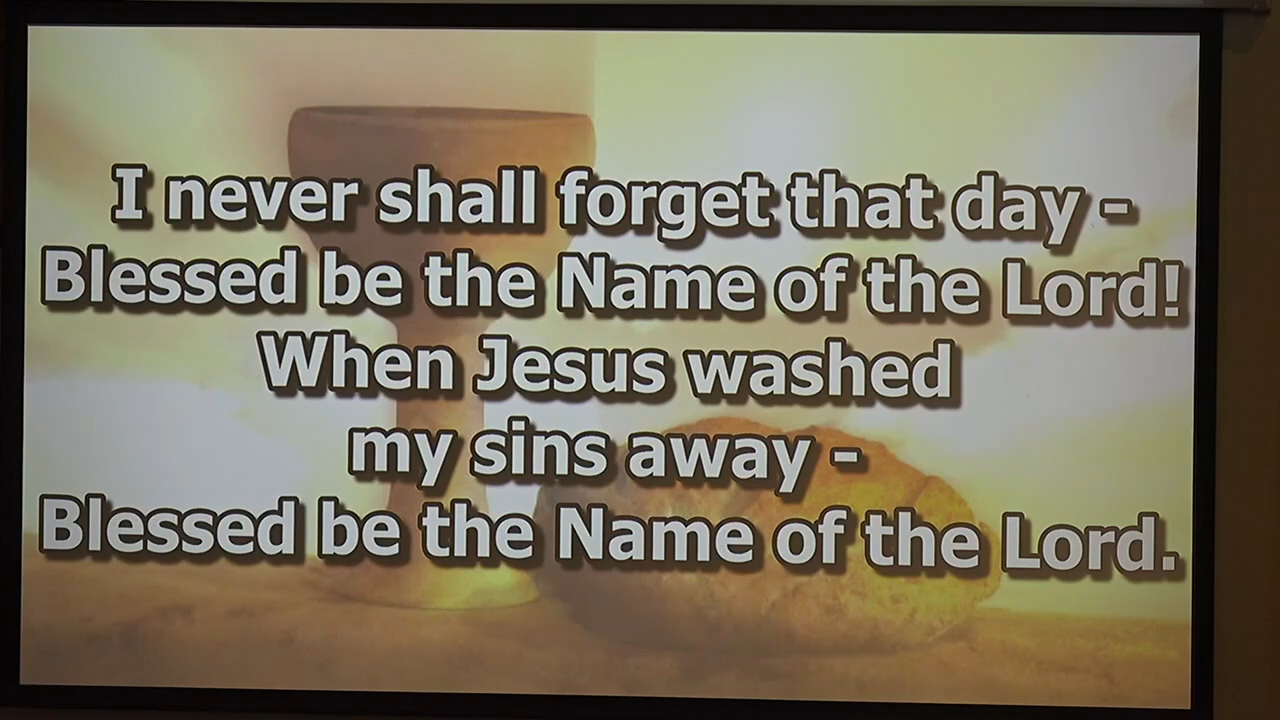 I never shall forget that day -
Blessed be the Name of the Lord!
When Jesus washed
my sins away -
Blessed be the Name of the Lord.